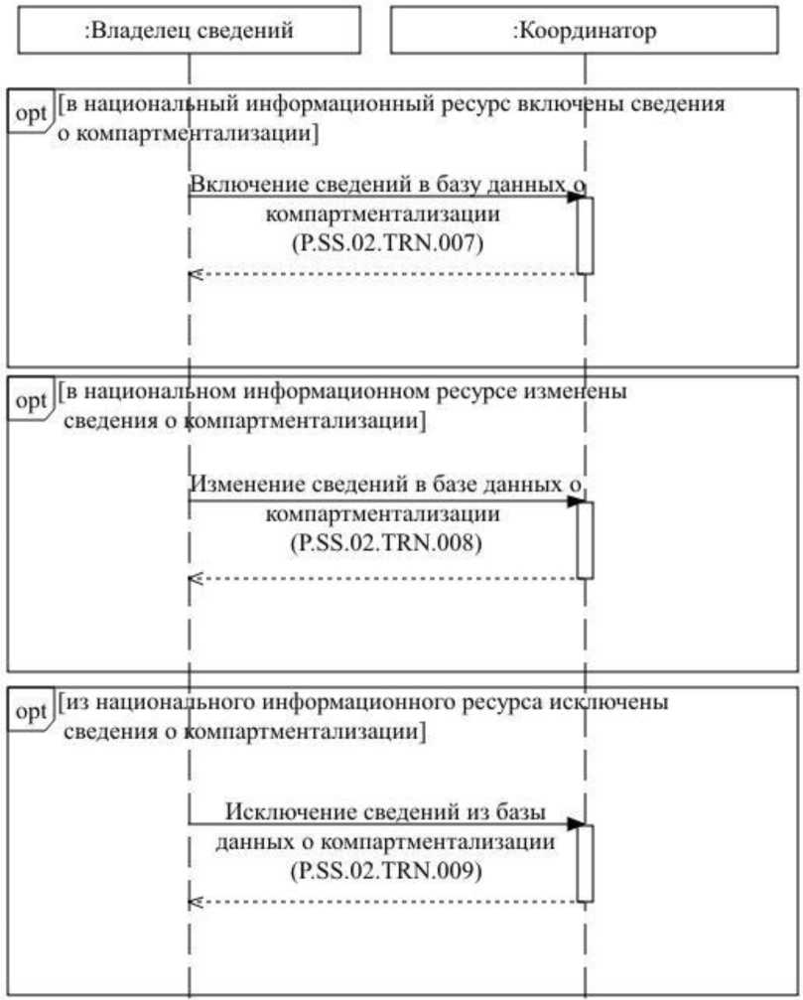 :Владелец сведений
:Координатор
opt
[в национальный информационный ресурс включены сведения
о компартментализации]
Включение сведений в базу данных о
компартментализации
(P.SS.02.TRN.007)
opt
[в национальном информационном ресурсе изменены
сведения о компартментализации]
Изменение сведений в базе данных о
компартментализации
(P.SS.02.TRN.008)
opt
[из национального информационного ресурса исключены
сведения о компартментализации]
Исключение сведений из базы
данных о компартментализации
(P.SS.02.TRN.009)